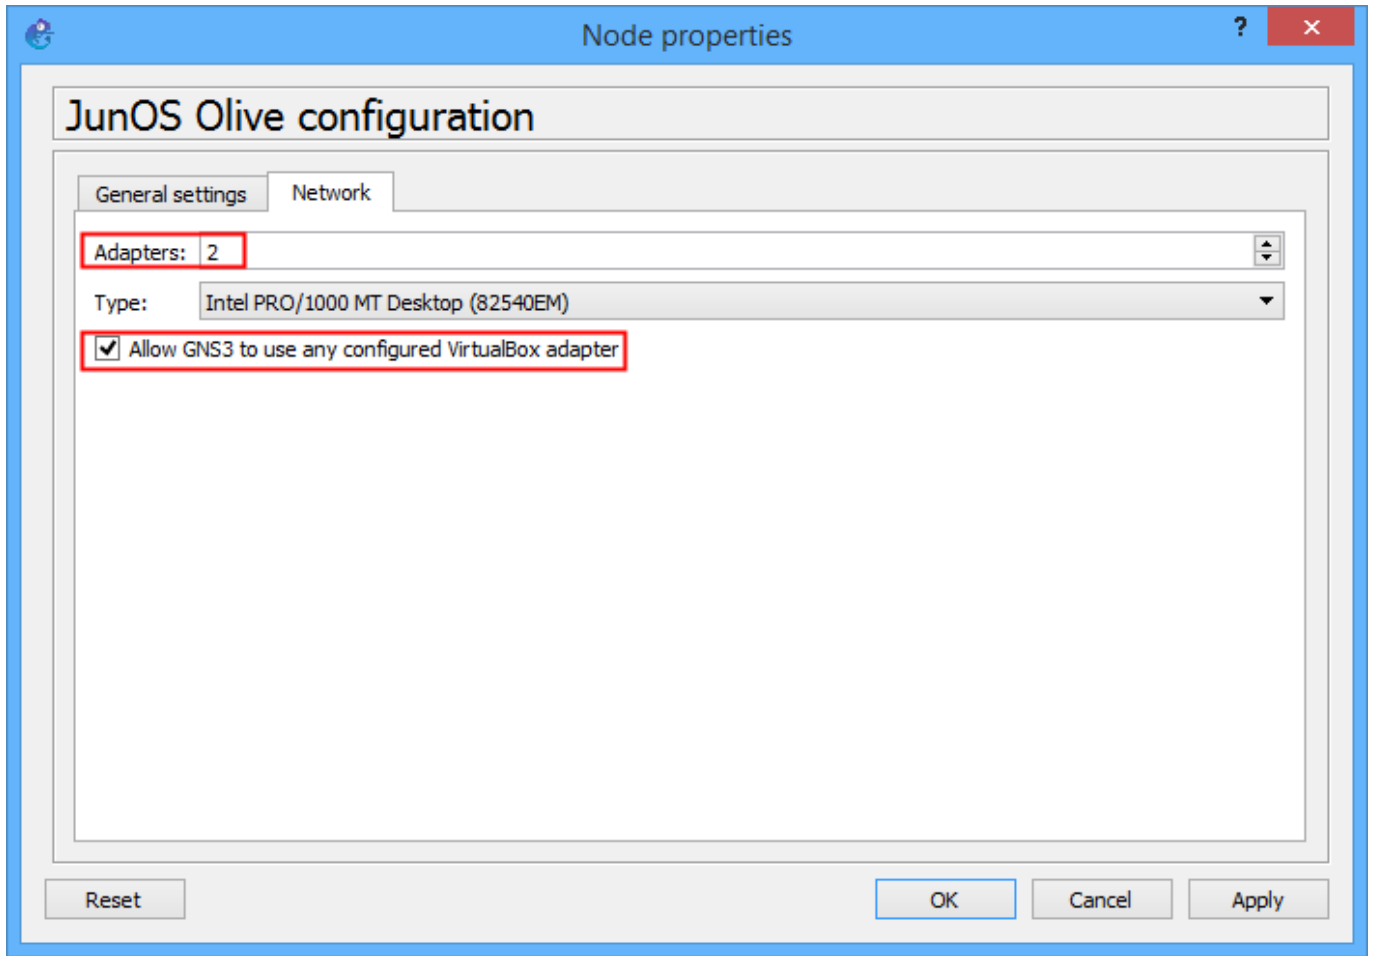 Node properties
?
JunOS Olive configuration
General settings
Network
Adapters: 2
Type: Intel PRO/1000 MT Desktop (82540EM)
Allow GNS3 to use any configured VirtualBox adapter
Reset
OK
Cancel
Apply